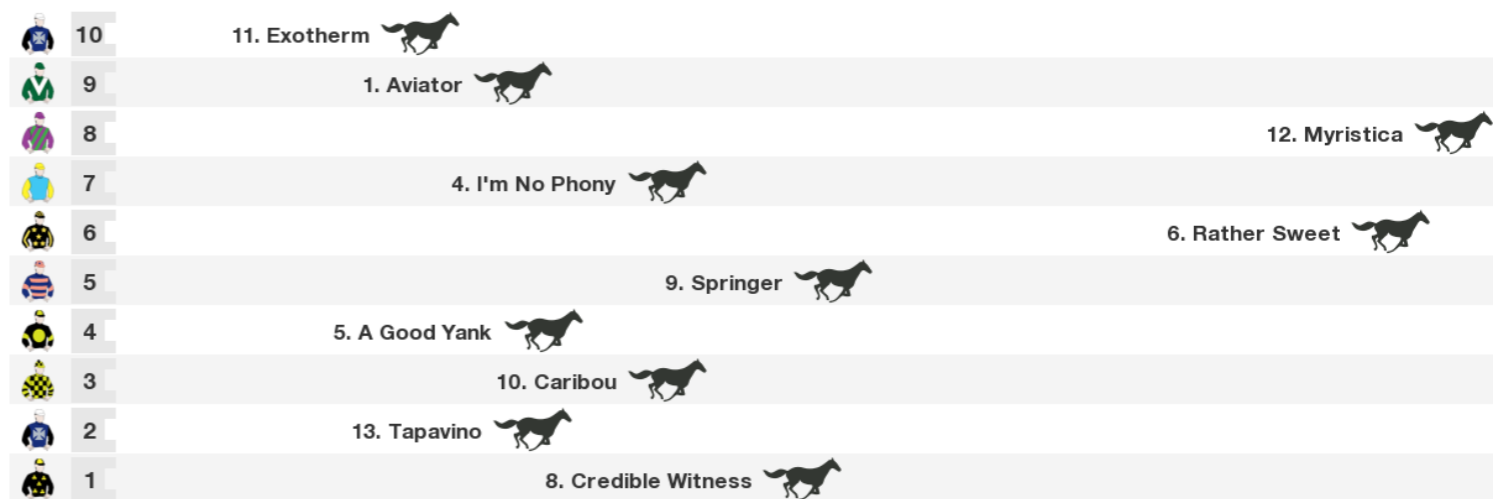 10 11. Exotherm
9 1. Aviator
8 12. Myristica
7 4. I'm No Phony
6 6. Rather Sweet
5 9. Springer
4 5. A Good Yank
3 10. Caribou
2 13. Tapavino
1 8. Credible Witness